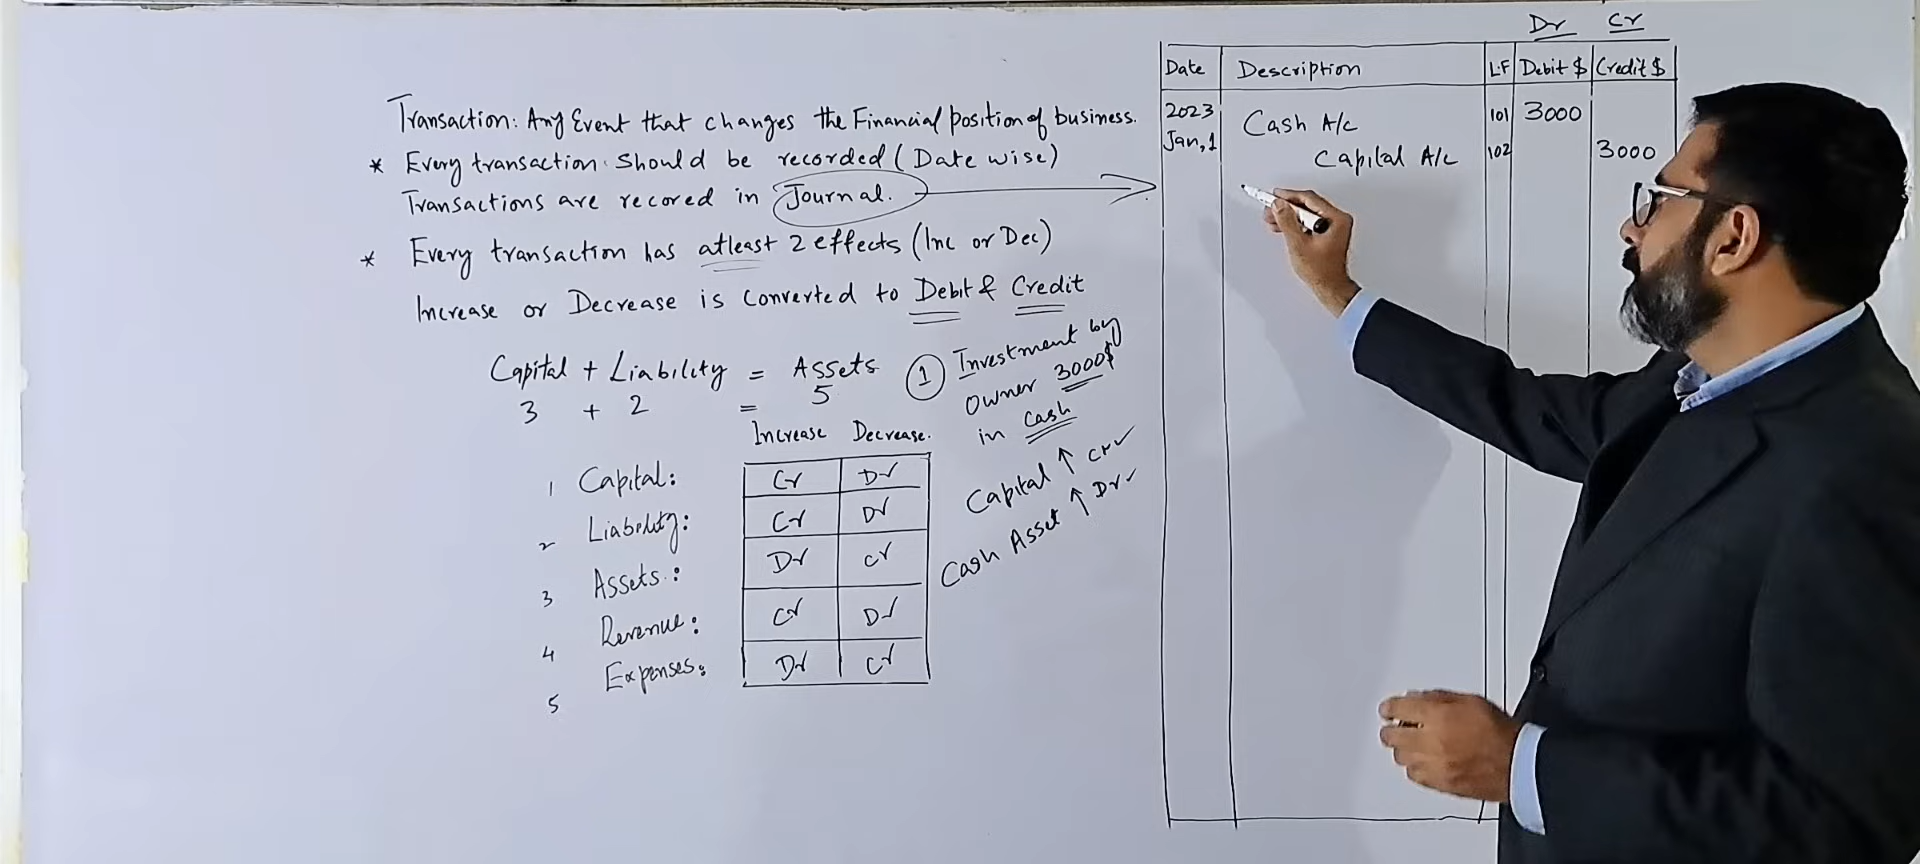 Transaction: Any Event that changes the Financial position of business.
* Every transaction should be recorded (Date wise)
Transactions are recored in Journal.
* Every transaction has atleast 2 effects (Inc or Dec)
Increase or Decrease is converted to Debit & Credit
Capital + Liability = Assets
3 + 2 = 5
Increase Decrease.
1 Capital: Cr Dr
2 Liability: Cr Dr
3 Assets: Dr Cr
4 Revenue: Cr Dr
5 Expenses: Dr Cr
1 Investment by
Owner 3000$
in Cash
Capital ↑ Cr ✓
Cash Asset ↑ Dr ✓
Dr Cr
Date Description L.F Debit $ Credit $
2023 Cash A/c 101 3000
Jan, 1 Capital A/c 102 3000